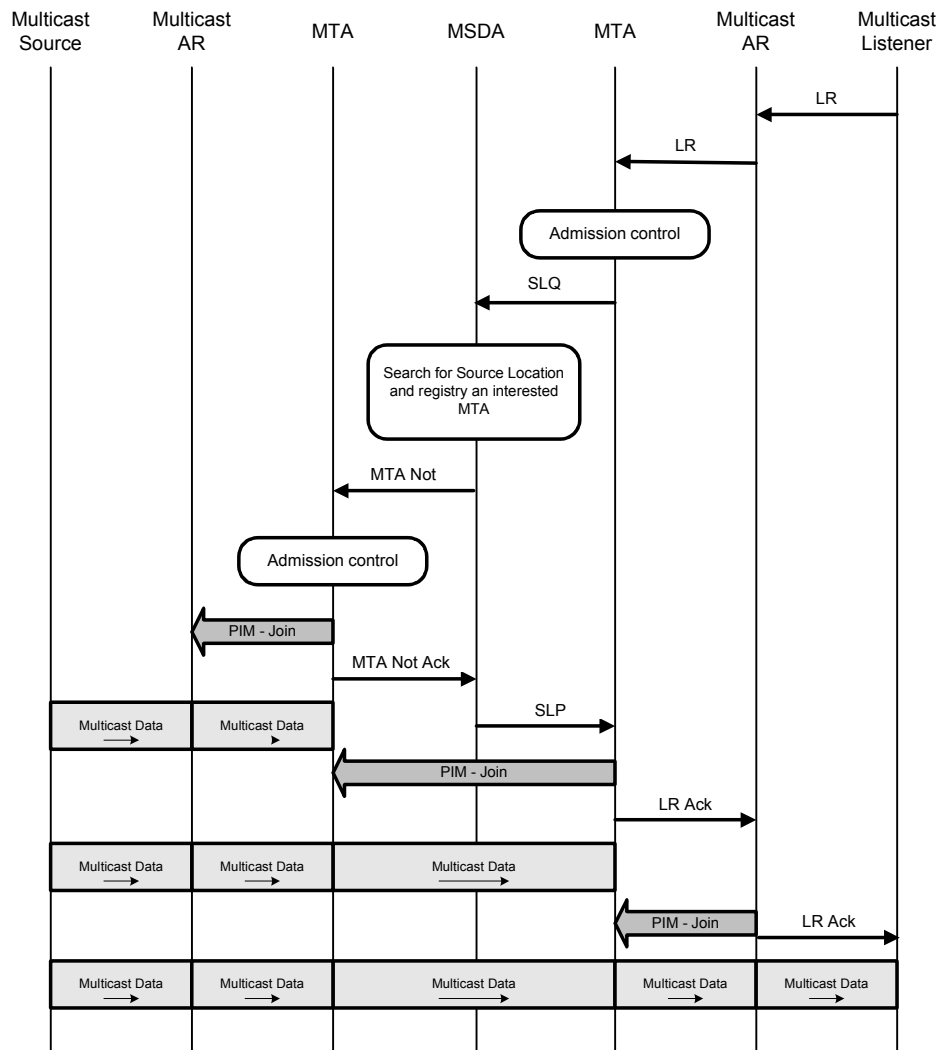 Multicast
Source
Multicast
AR
MTA
MSDA
MTA
Multicast
AR
Multicast
Listener
LR
LR
Admission control
SLQ
Search for Source Location
and registry an interested
MTA
MTA Not
Admission control
PIM - Join
MTA Not Ack
SLP
Multicast Data
Multicast Data
PIM - Join
LR Ack
Multicast Data
Multicast Data
Multicast Data
PIM - Join
LR Ack
Multicast Data
Multicast Data
Multicast Data
Multicast Data
Multicast Data